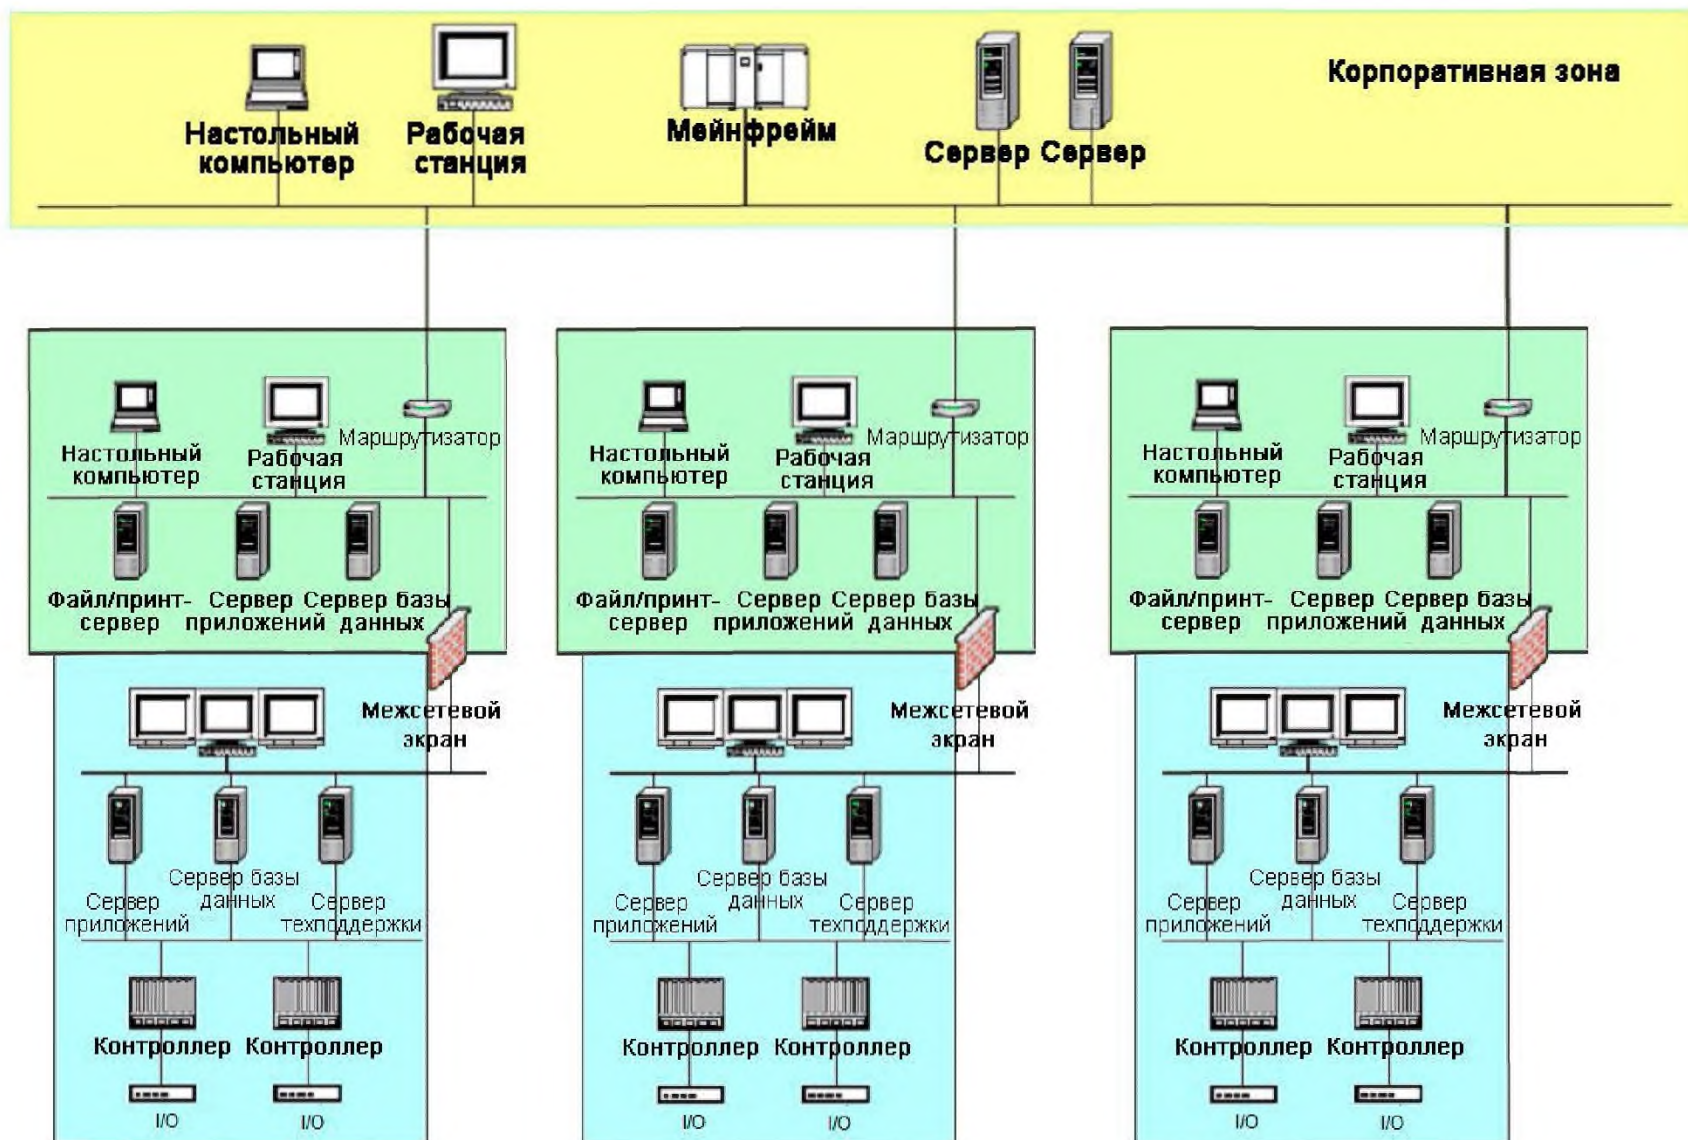 Корпоративная зона
Настольный
компьютер
Рабочая
станция
Мейнфрейм
Сервер
Сервер
Настольный
компьютер
Рабочая
станция
Маршрутизатор
Файл/принт-
сервер
Сервер
приложений
Сервер базы
данных
Межсетевой
экран
Сервер
приложений
Сервер базы
данных
Сервер
техподдержки
Контроллер
Контроллер
I/O
I/O
Настольный
компьютер
Рабочая
станция
Маршрутизатор
Файл/принт-
сервер
Сервер
приложений
Сервер базы
данных
Межсетевой
экран
Сервер
приложений
Сервер базы
данных
Сервер
техподдержки
Контроллер
Контроллер
I/O
I/O
Настольный
компьютер
Рабочая
станция
Маршрутизатор
Файл/принт-
сервер
Сервер
приложений
Сервер базы
данных
Межсетевой
экран
Сервер
приложений
Сервер базы
данных
Сервер
техподдержки
Контроллер
Контроллер
I/O
I/O